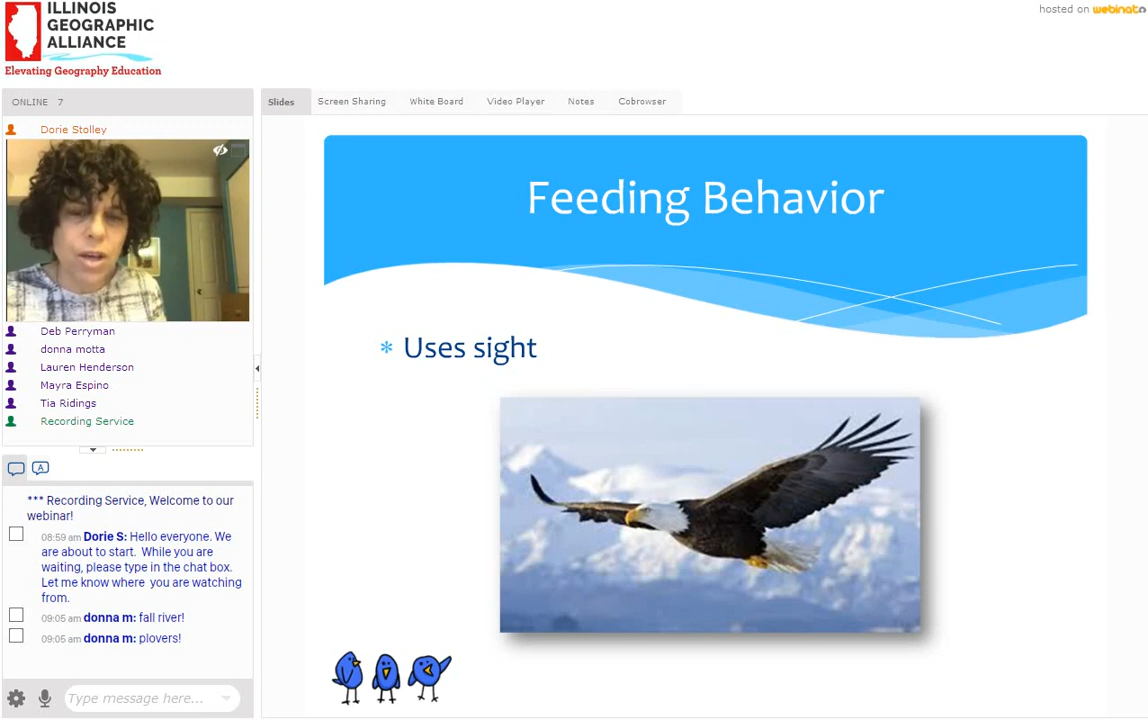 ILLINOIS
GEOGRAPHIC
ALLIANCE
Elevating Geography Education
hosted on webinato
ONLINE 7
Dorie Stolley
Deb Perryman
donna motta
Lauren Henderson
Mayra Espino
Tia Ridings
Recording Service
A
*** Recording Service, Welcome to our
webinar!
08:59 am Dorie S: Hello everyone. We
are about to start. While you are
waiting, please type in the chat box.
Let me know where you are watching
from.
09:05 am donna m: fall river!
09:05 am donna m: plovers!
Type message here...
Slides Screen Sharing White Board Video Player Notes Cobrowser
Feeding Behavior
* Uses sight